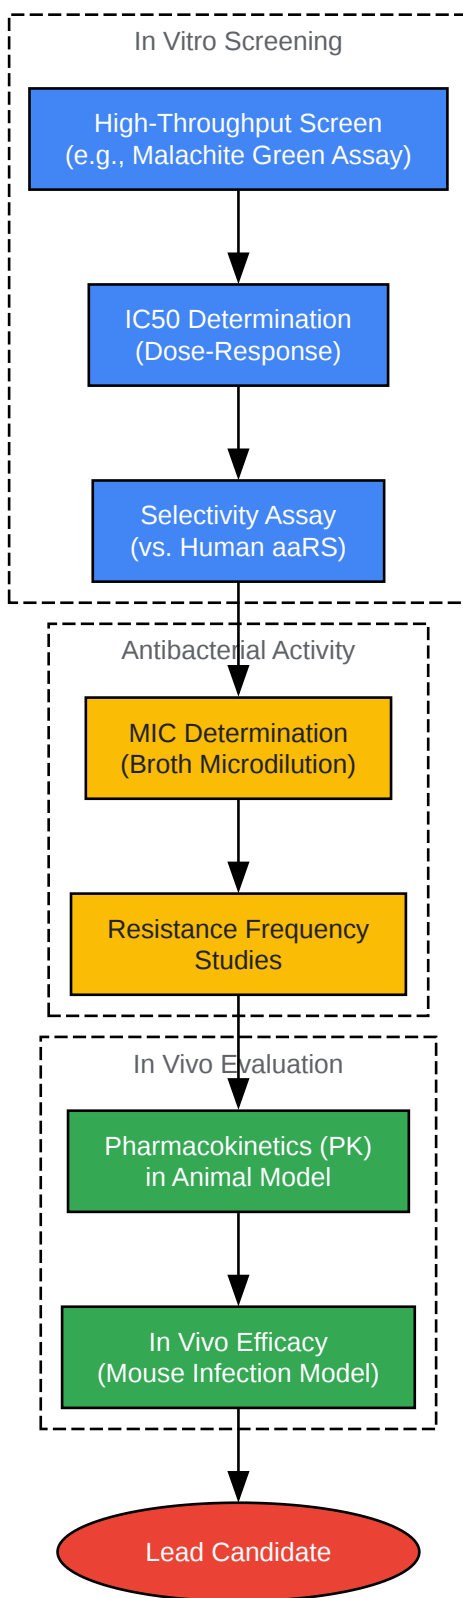 In Vitro Screening
High-Throughput Screen
(e.g., Malachite Green Assay)
IC50 Determination
(Dose-Response)
Selectivity Assay
(vs. Human aaRS)
Antibacterial Activity
MIC Determination
(Broth Microdilution)
Resistance Frequency
Studies
In Vivo Evaluation
Pharmacokinetics (PK)
in Animal Model
In Vivo Efficacy
(Mouse Infection Model)
Lead Candidate